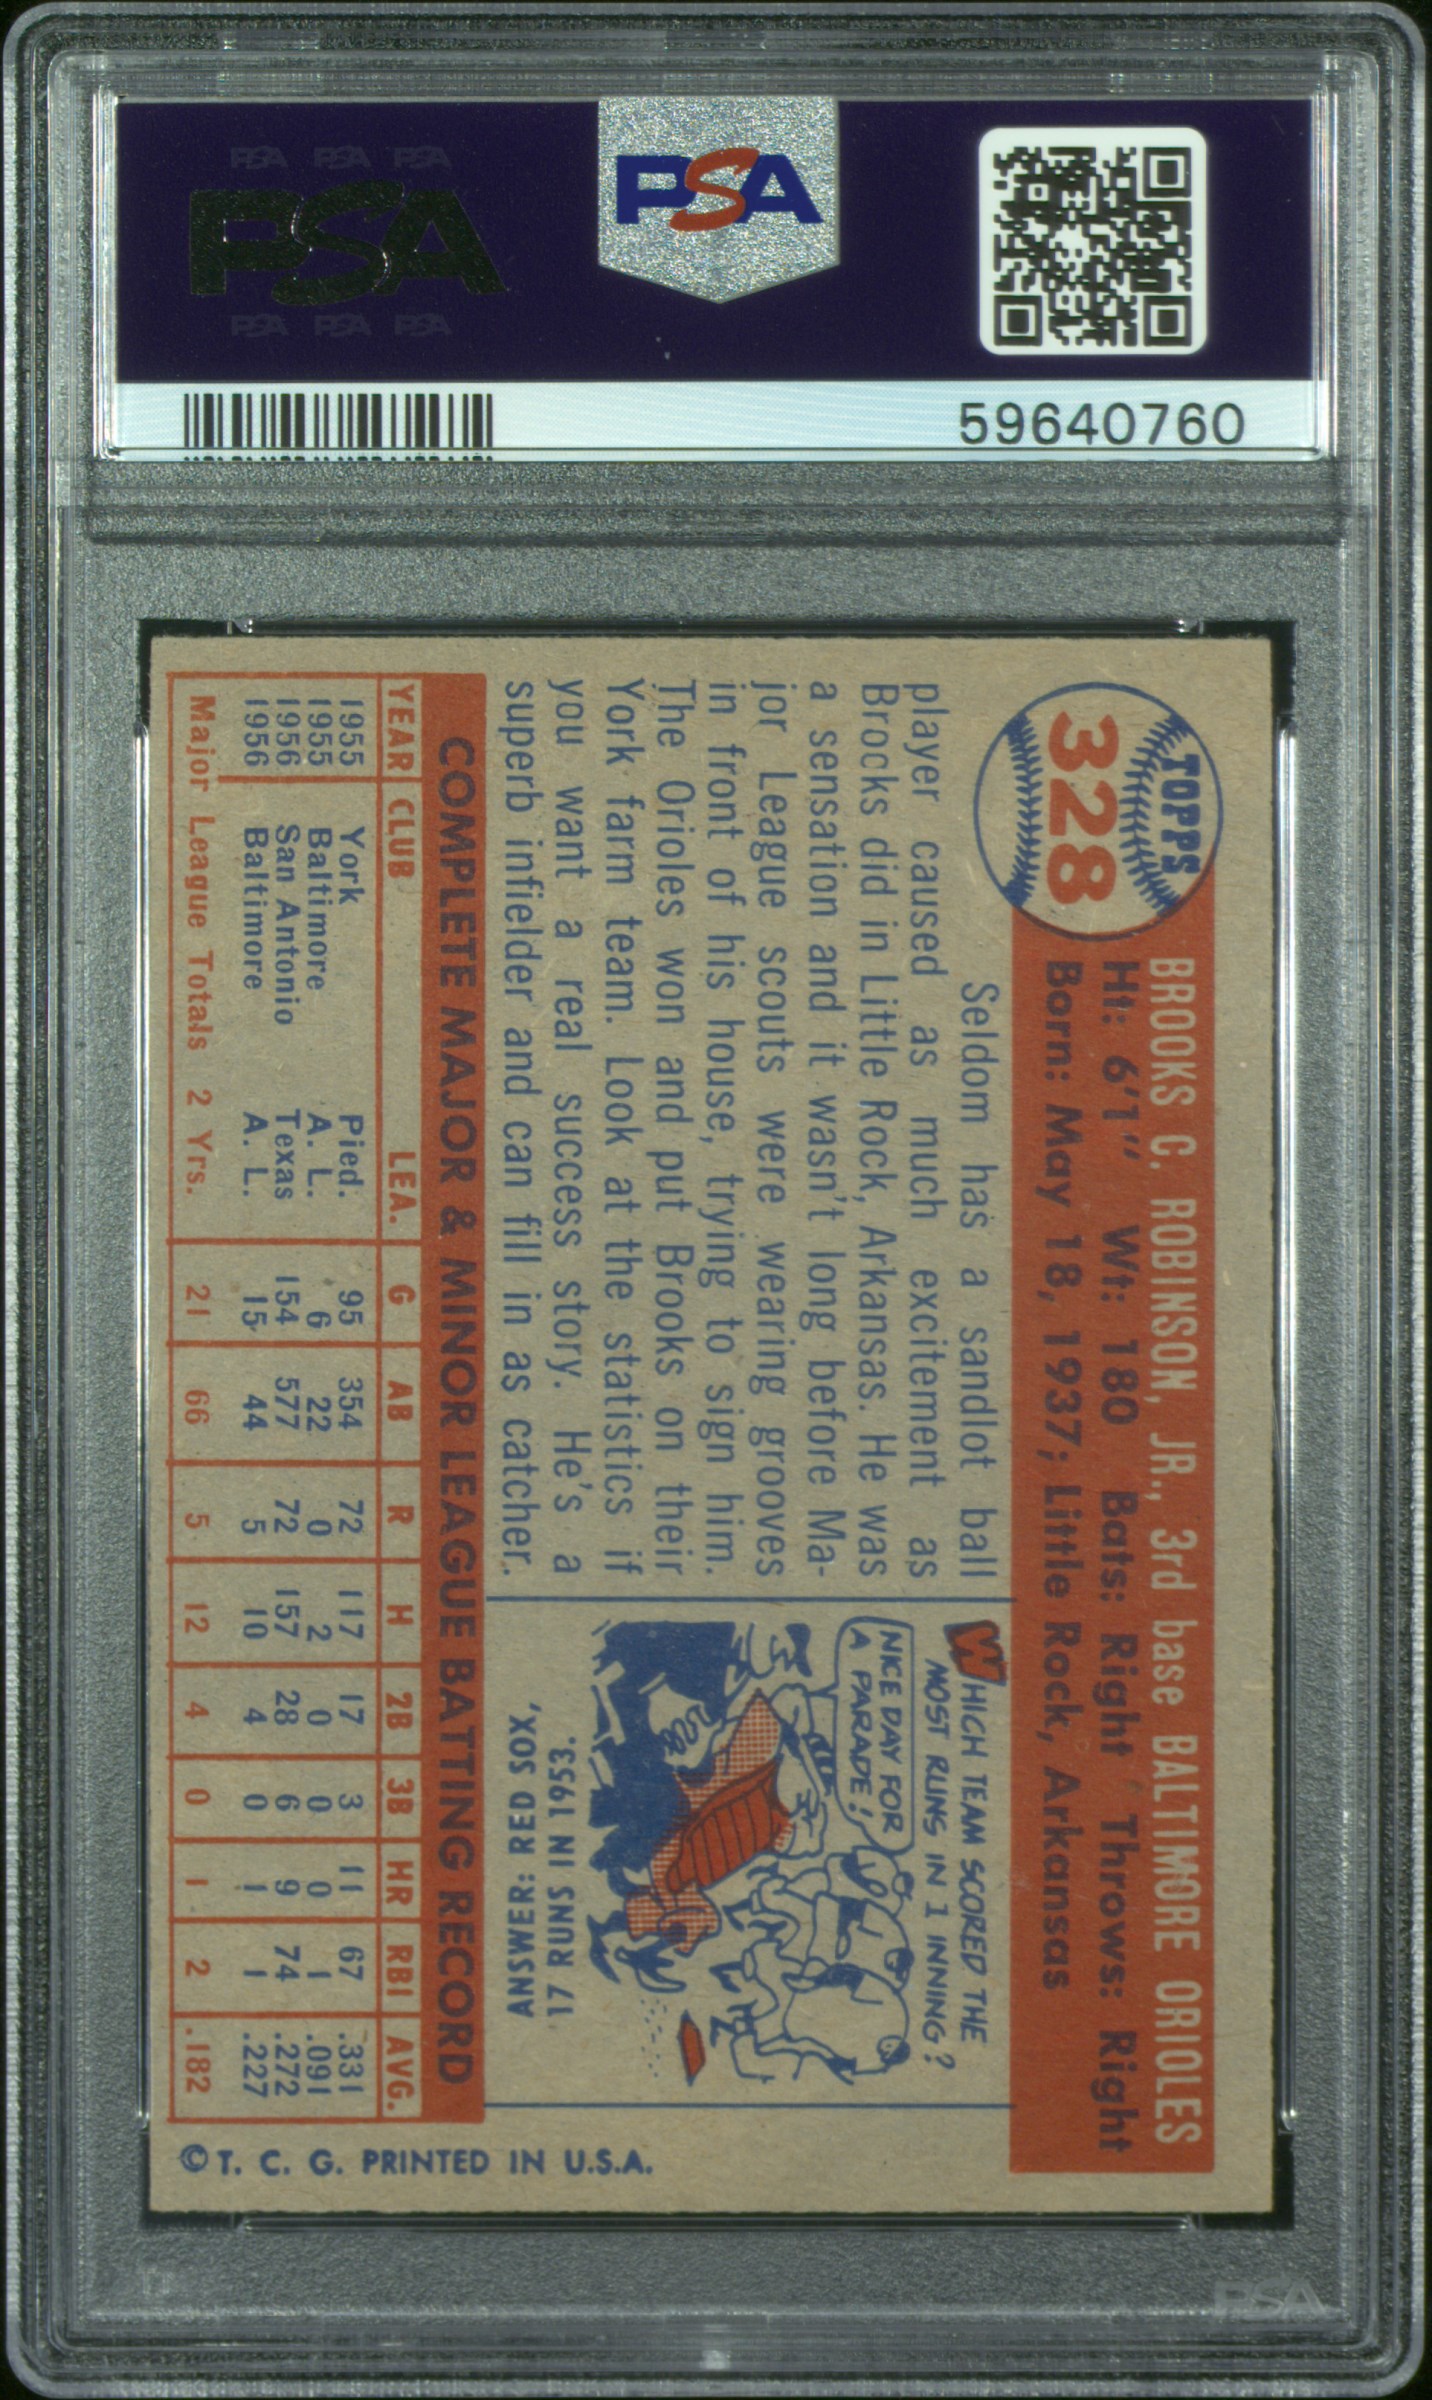 PSA PSA PSA
PSA
PSA PSA PSA
PSA
59640760
TOPPS
328
BROOKS C. ROBINSON, JR., 3rd base BALTIMORE ORIOLES
Ht: 6'1" Wt: 180 Bats: Right Throws: Right
Born: May 18, 1937; Little Rock, Arkansas
Seldom has a sandlot ball
player caused as much excitement as
Brocks did in Little Rock, Arkansas. He was
a sensation and it wasn't long before Ma-
jor League scouts were wearing grooves
in front of his house, trying to sign him.
The Orioles won and put Brooks on their
York farm team. Look at the statistics if
you want a real success story. He's a
superb infielder and can fill in as catcher.
WHICH TEAM SCORED THE
MOST RUNS IN 1 INNING?
NICE DAY FOR
A PARADE!
ANSWER: RED SOX,
17 RUNS IN 1953.
COMPLETE MAJOR & MINOR LEAGUE BATTING RECORD
YEAR CLUB LEA. G AB R H 2B 3B HR RBI AVG.
1955 York Pied. 95 354 72 117 17 3 11 67 .331
1955 Baltimore A. L. 6 22 0 2 0 0 0 1 .091
1956 San Antonio Texas 154 577 72 157 28 6 9 74 .272
1956 Baltimore A. L. 15 44 5 10 4 0 1 1 .227
Major League Totals 2 Yrs. 21 66 5 12 4 0 1 2 .182
© T. C. G. PRINTED IN U.S.A.
PSA